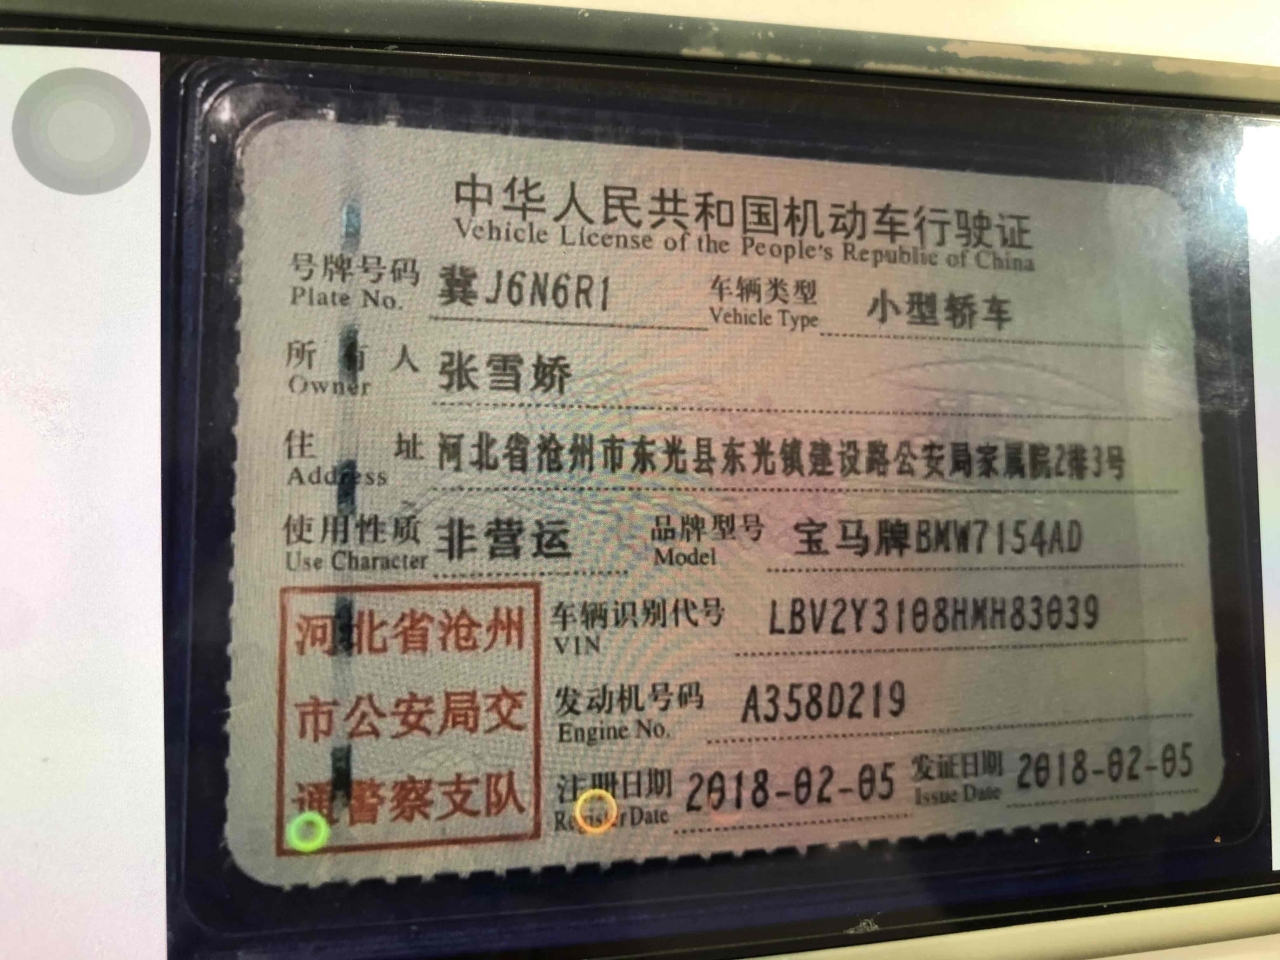 中华人民共和国机动车行驶证
Vehicle License of the People's Republic of China
号牌号码 冀J6N6R1 车辆类型 小型轿车
Plate No. Vehicle Type
所有人 张雪娇
Owner
住址 河北省沧州市东光县东光镇建设路公安局家属院2排3号
Address
使用性质 非营运 品牌型号 宝马牌BMW7154AD
Use Character Model
河北省沧州
市公安局交
通警察支队
车辆识别代号 LBV2Y3108HMH83039
VIN
发动机号码 A358D219
Engine No.
注册日期 2018-02-05 发证日期 2018-02-05
Register Date Issue Date